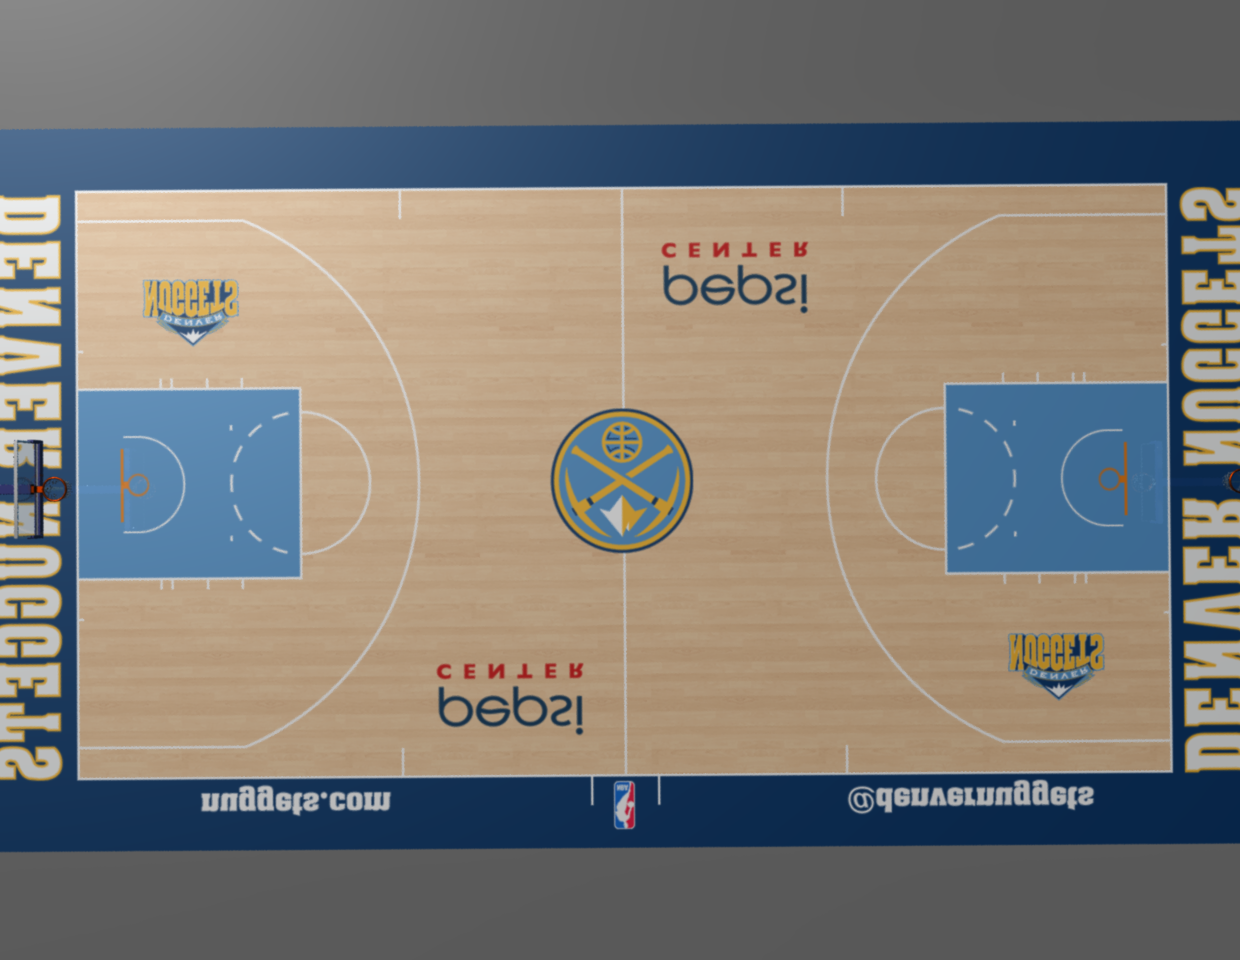 CENTER
pepsi
NUGGETS
DENVER
DENVER NUGGETS
DENVER NUGGETS
CENTER
pepsi
NUGGETS
DENVER
nuggets.com
@denvernuggets